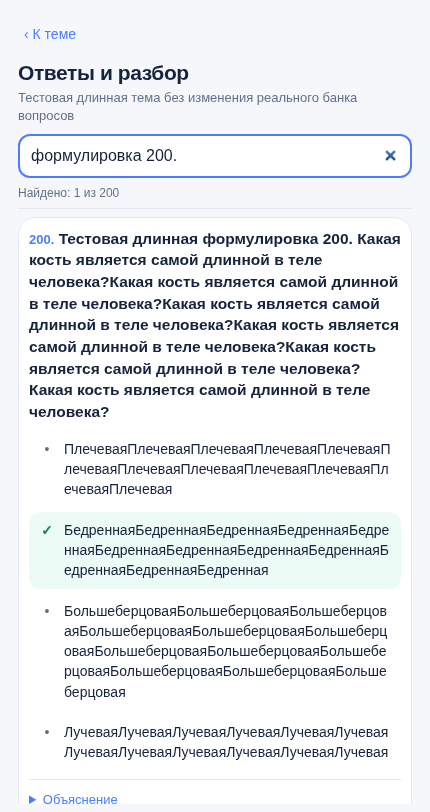 ‹ К теме
Ответы и разбор
Тестовая длинная тема без изменения реального банка
вопросов
формулировка 200.
Найдено: 1 из 200
200. Тестовая длинная формулировка 200. Какая
кость является самой длинной в теле
человека?Какая кость является самой длинной
в теле человека?Какая кость является самой
длинной в теле человека?Какая кость является
самой длинной в теле человека?Какая кость
является самой длинной в теле человека?
Какая кость является самой длинной в теле
человека?
• ПлечеваяПлечеваяПлечеваяПлечеваяПлечеваяП
лечеваяПлечеваяПлечеваяПлечеваяПлечеваяПл
ечеваяПлечевая
✓ БедреннаяБедреннаяБедреннаяБедреннаяБедре
ннаяБедреннаяБедреннаяБедреннаяБедреннаяБ
едреннаяБедреннаяБедренная
• БольшеберцоваяБольшеберцоваяБольшеберцов
аяБольшеберцоваяБольшеберцоваяБольшеберц
оваяБольшеберцоваяБольшеберцоваяБольшебе
рцоваяБольшеберцоваяБольшеберцоваяБольше
берцовая
• ЛучеваяЛучеваяЛучеваяЛучеваяЛучеваяЛучевая
ЛучеваяЛучеваяЛучеваяЛучеваяЛучеваяЛучевая
Объяснение